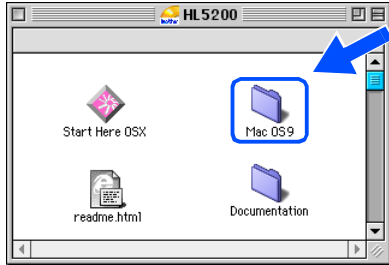 HL5200
Start Here OSX
Mac OS9
readme.html
Documentation